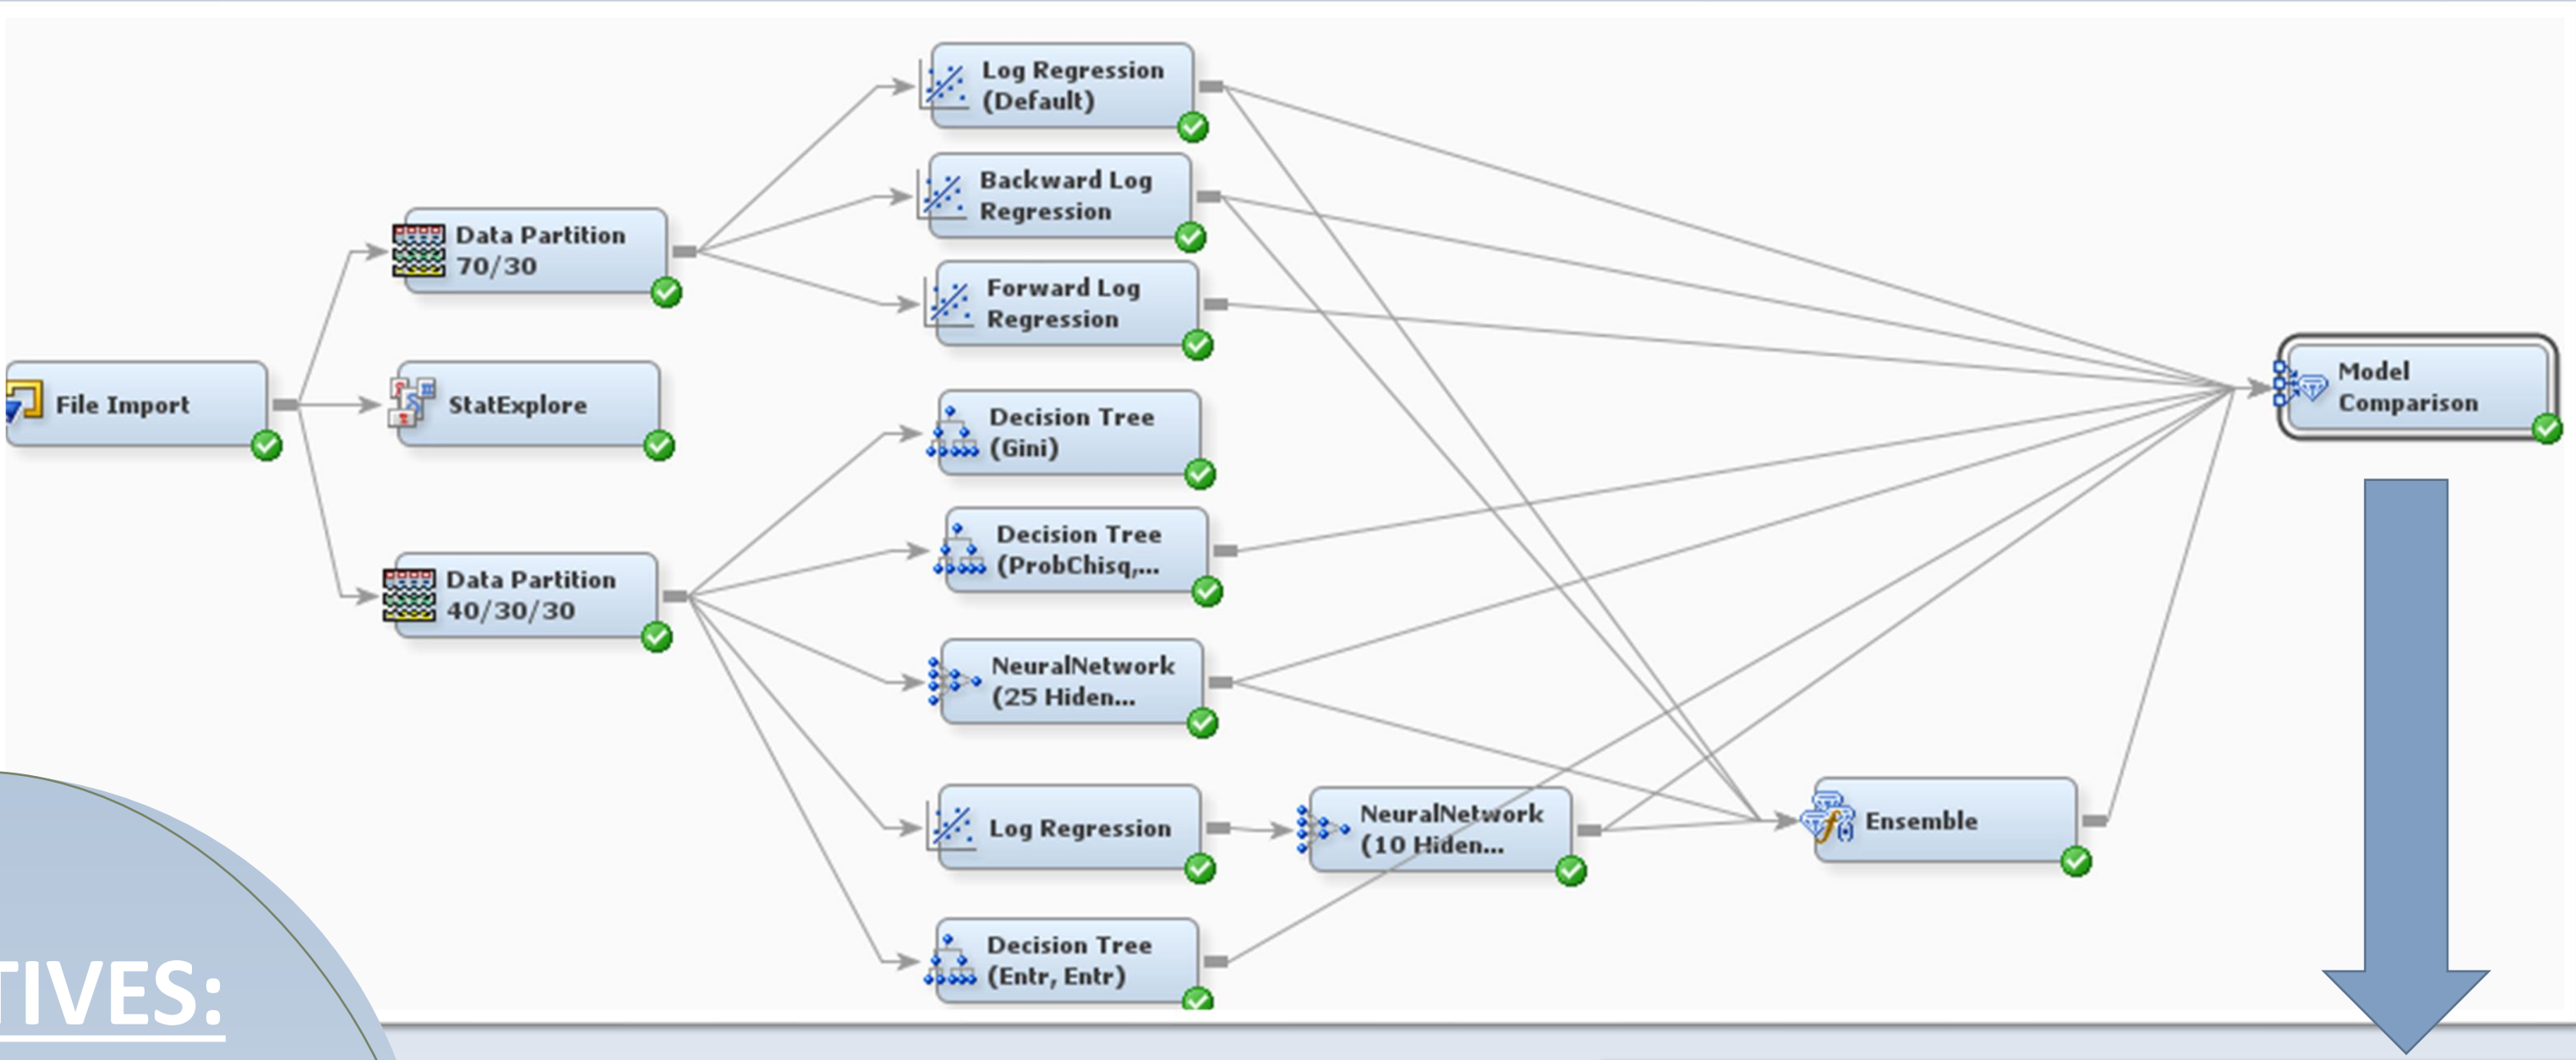 Log Regression
(Default)
Backward Log
Regression
Data Partition
70/30
Forward Log
Regression
Model
Comparison
File Import
StatExplore
Decision Tree
(Gini)
Decision Tree
(ProbChisq,...
Data Partition
40/30/30
NeuralNetwork
(25 Hiden...
Log Regression
NeuralNetwork
(10 Hiden...
Ensemble
Decision Tree
(Entr, Entr)
TIVES: